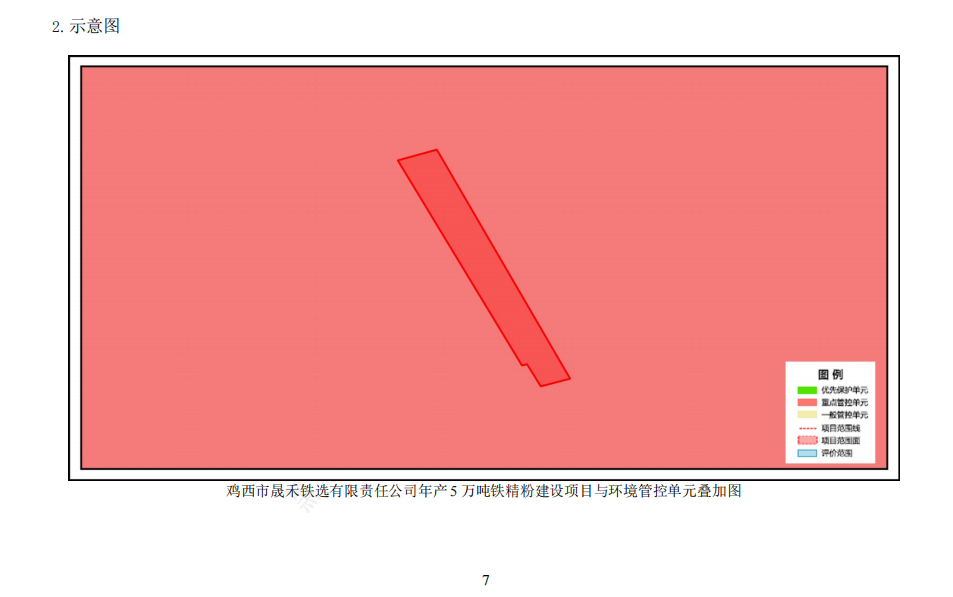 2. 示意图
图 例
优先保护单元
重点管控单元
一般管控单元
项目范围线
项目范围面
评价范围
鸡西市晟禾铁选有限责任公司年产 5 万吨铁精粉建设项目与环境管控单元叠加图
7